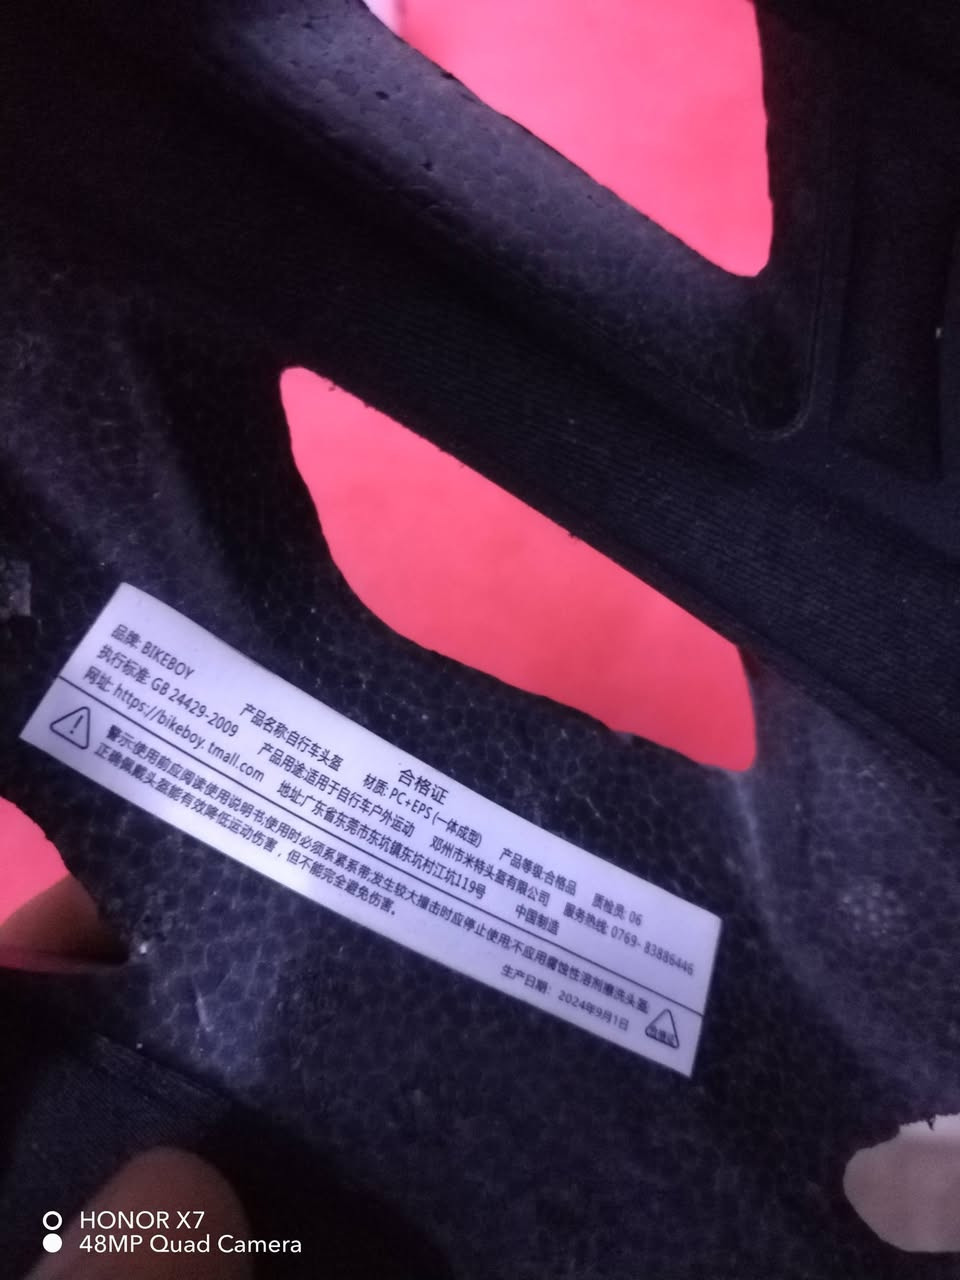 合格证
品牌: BIKEBOY 产品名称:自行车头盔 材质: PC+EPS (一体成型) 产品等级:合格品 质检员: 06
执行标准: GB 24429-2009 产品用途:适用于自行车户外运动 邓州市米特头盔有限公司 服务热线: 0769- 83886446
网址: https://bikeboy.tmall.com 地址:广东省东莞市东坑镇东坑村江坑119号 中国制造
警示:使用前应阅读使用说明书;使用时必须系紧系带;发生较大撞击时应停止使用;不应用腐蚀性溶剂擦洗头盔;
正确佩戴头盔能有效降低运动伤害，但不能完全避免伤害。
生产日期: 2024年9月1日
合格证
HONOR X7
48MP Quad Camera